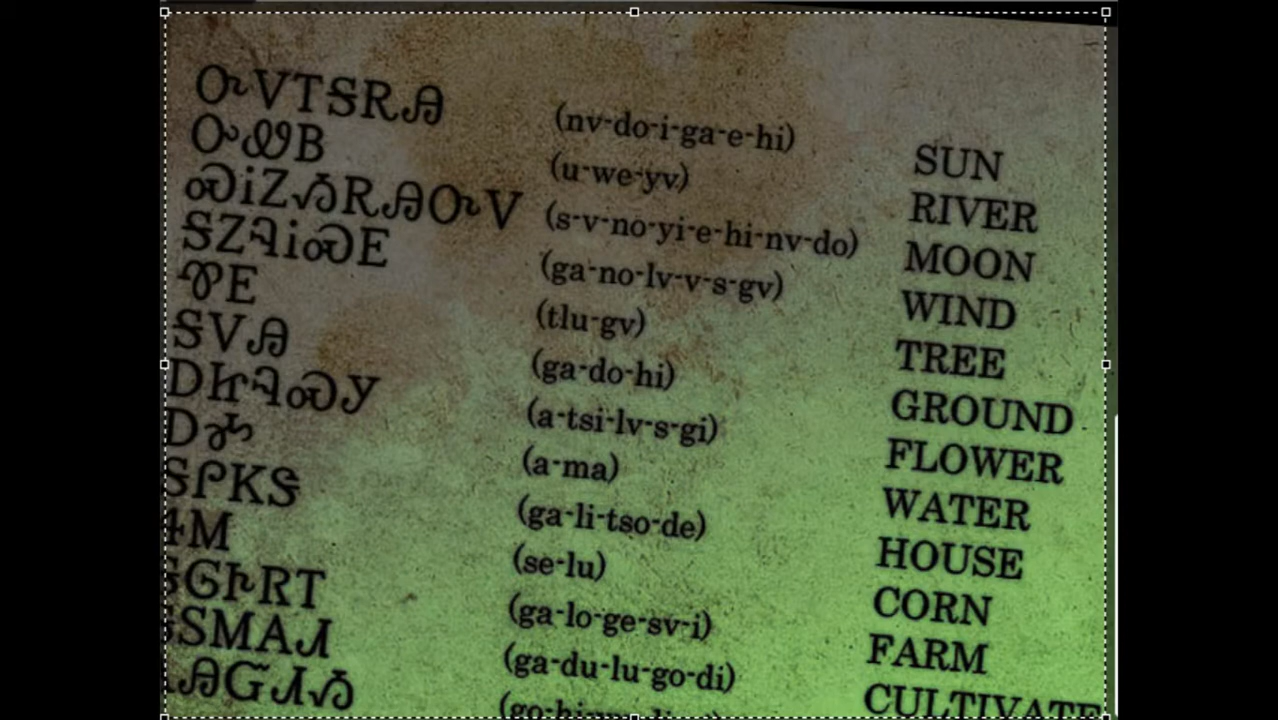 ᏅᏙᎢᎦᎡᎯ (nv-do-i-ga-e-hi) SUN
ᎤᏪᏴ (u-we-yv) RIVER
ᏍᎥᏃᏱᎡᎯᏅᏙ (s-v-no-yi-e-hi-nv-do) MOON
ᎦᏃᎸᎥᏍᎬ (ga-no-lv-v-s-gv) WIND
ᏡᎬ (tlu-gv) TREE
ᎦᏙᎯ (ga-do-hi) GROUND
ᎠᏥᎸᏍᎩ (a-tsi-lv-s-gi) FLOWER
ᎠᎹ (a-ma) WATER
ᎦᎵᏦᏕ (ga-li-tso-de) HOUSE
ᏎᎷ (se-lu) CORN
ᎦᎶᎨᏒᎢ (ga-lo-ge-sv-i) FARM
ᎦᏚᎷᎪᏗ (ga-du-lu-go-di) CULTIVATE